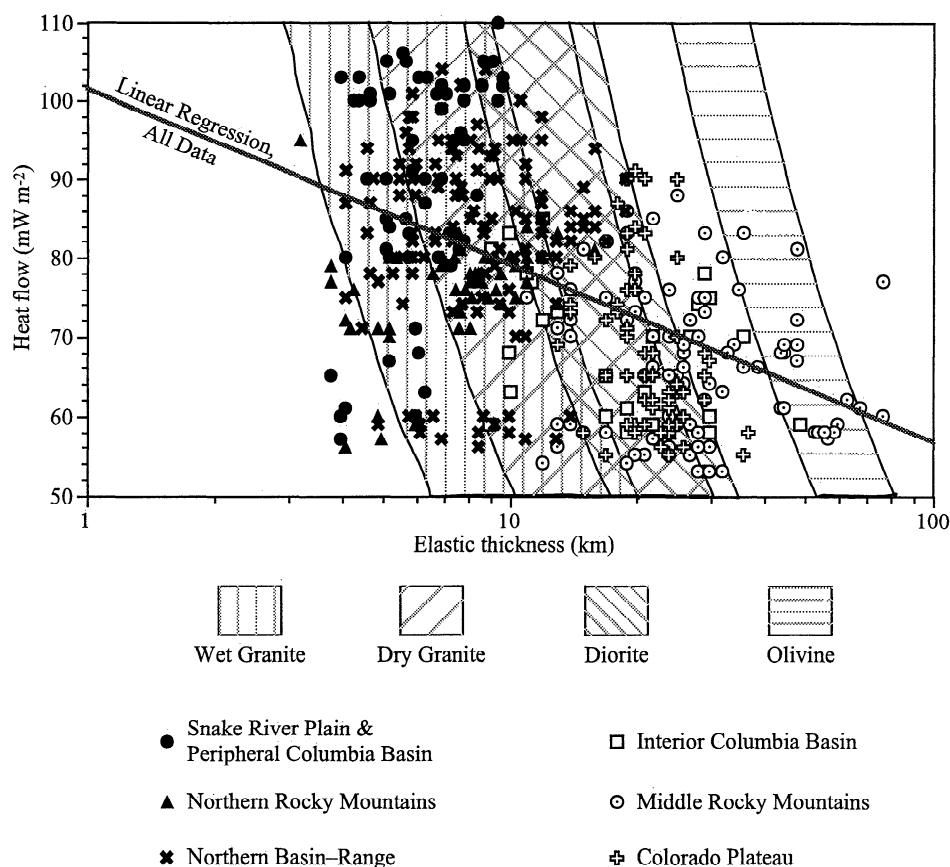 110
100
90
80
70
60
50
Heat flow (mW m⁻²)
Linear Regression,
All Data
1
10
100
Elastic thickness (km)
Wet Granite
Dry Granite
Diorite
Olivine
Snake River Plain &
Peripheral Columbia Basin
Northern Rocky Mountains
Northern Basin–Range
Interior Columbia Basin
Middle Rocky Mountains
Colorado Plateau